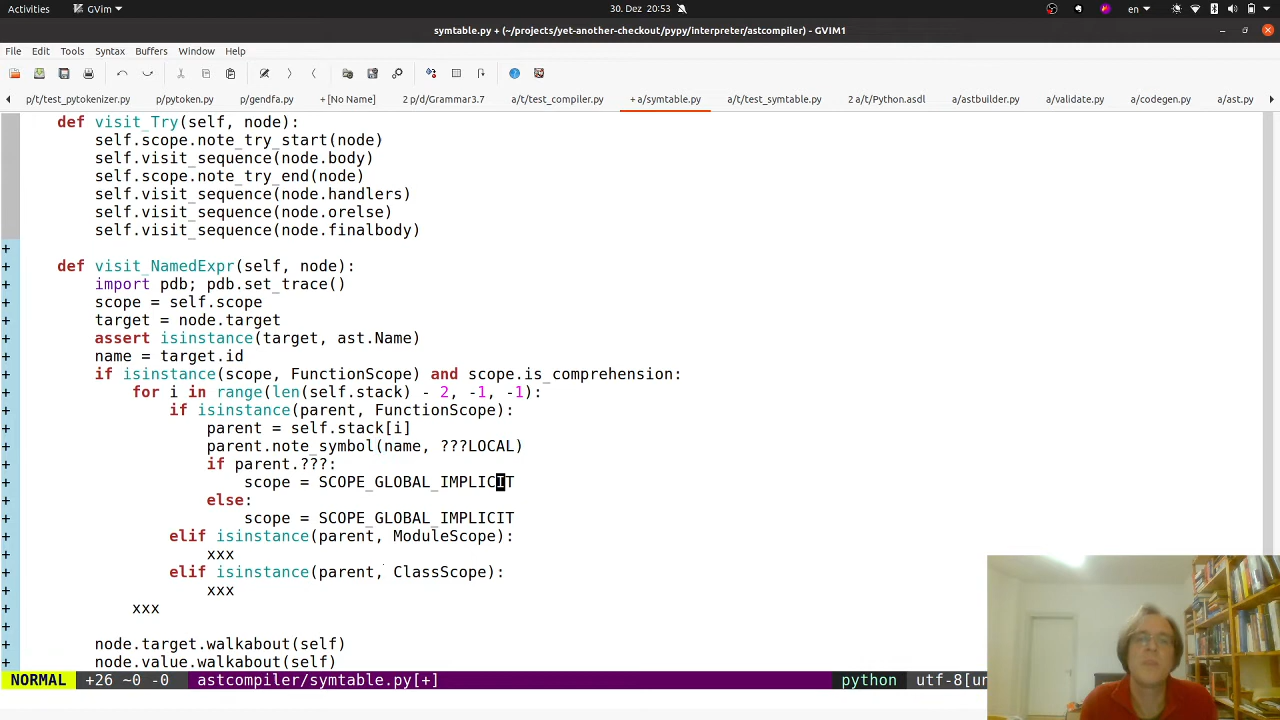 Activities GVim 30. Dez 20:53 en
symtable.py + (~/projects/yet-another-checkout/pypy/interpreter/astcompiler) - GVIM1
File Edit Tools Syntax Buffers Window Help
p/t/test_pytokenizer.py p/pytoken.py p/gendfa.py + [No Name] 2 p/d/Grammar3.7 a/t/test_compiler.py + a/symtable.py a/t/test_symtable.py 2 a/t/Python.asdl a/astbuilder.py a/validate.py a/codegen.py a/ast.py
def visit_Try(self, node):
self.scope.note_try_start(node)
self.visit_sequence(node.body)
self.scope.note_try_end(node)
self.visit_sequence(node.handlers)
self.visit_sequence(node.orelse)
self.visit_sequence(node.finalbody)
+
+ def visit_NamedExpr(self, node):
+ import pdb; pdb.set_trace()
+ scope = self.scope
+ target = node.target
+ assert isinstance(target, ast.Name)
+ name = target.id
+ if isinstance(scope, FunctionScope) and scope.is_comprehension:
+ for i in range(len(self.stack) - 2, -1, -1):
+ if isinstance(parent, FunctionScope):
+ parent = self.stack[i]
+ parent.note_symbol(name, ???LOCAL)
+ if parent.???:
+ scope = SCOPE_GLOBAL_IMPLICIT
+ else:
+ scope = SCOPE_GLOBAL_IMPLICIT
+ elif isinstance(parent, ModuleScope):
+ xxx
+ elif isinstance(parent, ClassScope):
+ xxx
+ xxx
+
+ node.target.walkabout(self)
+ node.value.walkabout(self)
NORMAL +26 ~0 -0 astcompiler/symtable.py[+] python utf-8[un